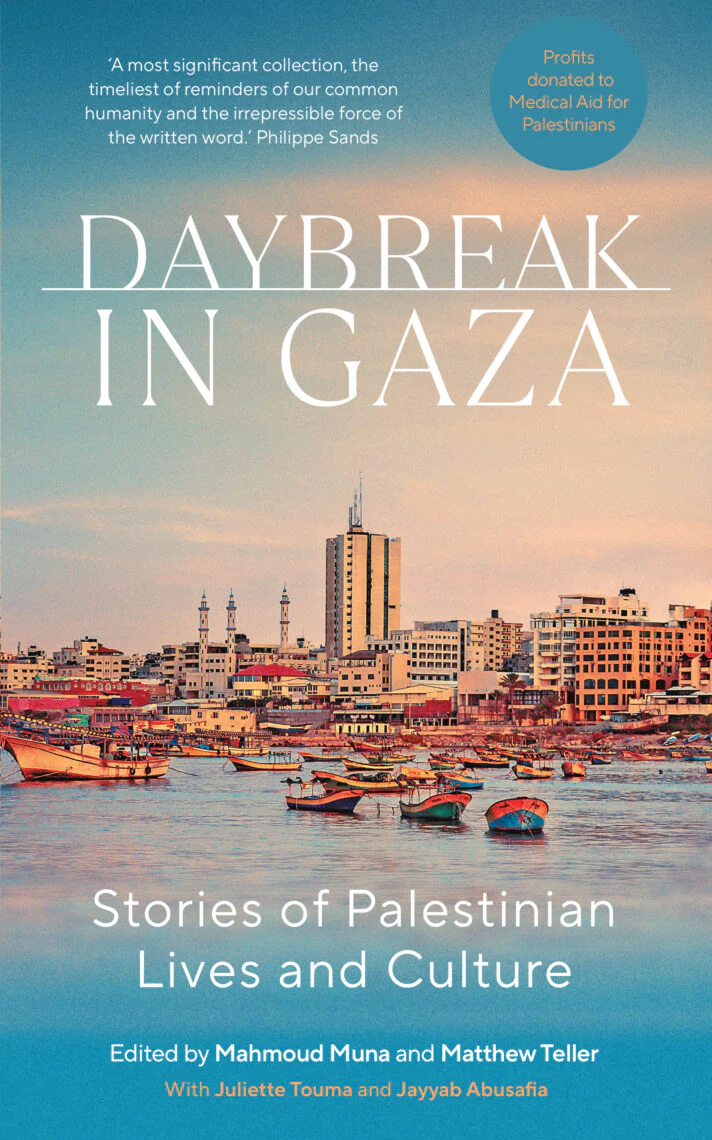 ‘A most significant collection, the
timeliest of reminders of our common
humanity and the irrepressible force of
the written word.’ Philippe Sands
Profits
donated to
Medical Aid for
Palestinians
DAYBREAK
IN GAZA
Stories of Palestinian
Lives and Culture
Edited by Mahmoud Muna and Matthew Teller
With Juliette Touma and Jayyab Abusafia